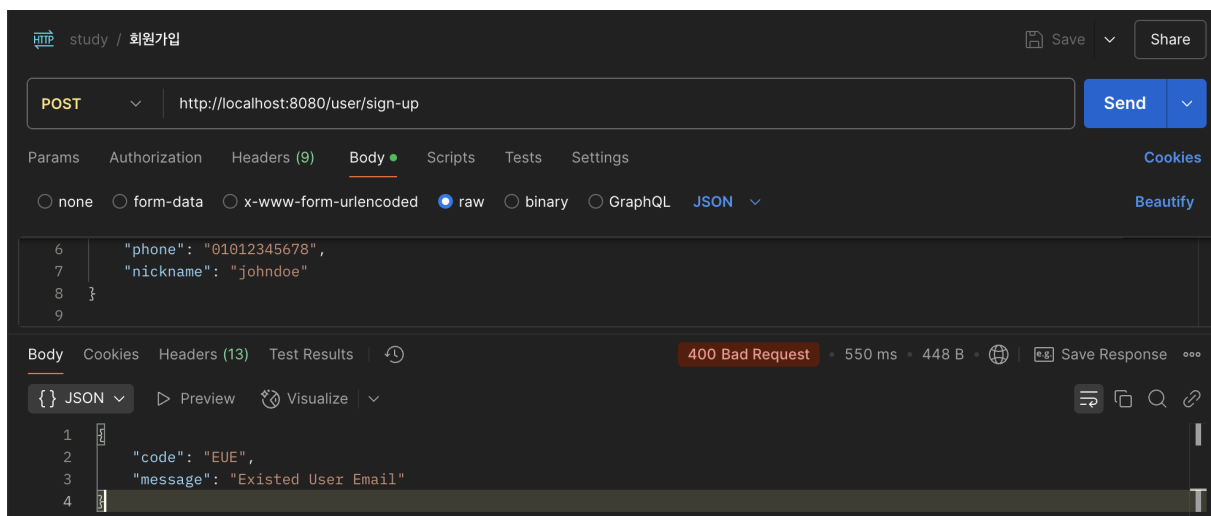 HTTP study / 회원가입 Save Share
POST http://localhost:8080/user/sign-up Send
Params Authorization Headers (9) Body Scripts Tests Settings Cookies
none form-data x-www-form-urlencoded raw binary GraphQL JSON Beautify
6 "phone": "01012345678",
7 "nickname": "johndoe"
8 }
9
Body Cookies Headers (13) Test Results 400 Bad Request • 550 ms • 448 B • e.g. Save Response
{} JSON Preview Visualize
1 {
2 "code": "EUE",
3 "message": "Existed User Email"
4 }